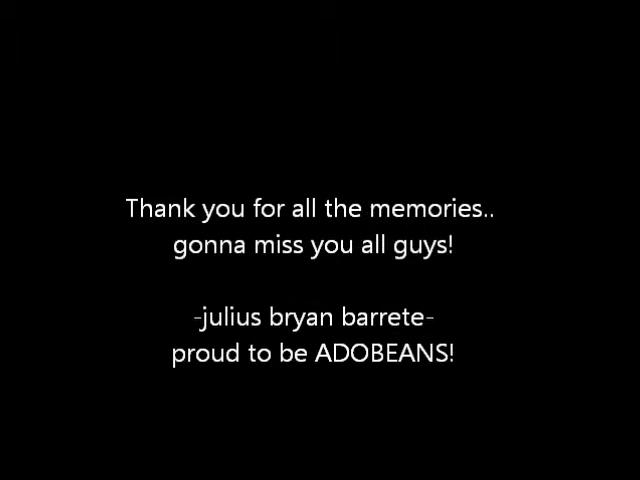 Thank you for all the memories..
gonna miss you all guys!
-julius bryan barrete-
proud to be ADOBEANS!